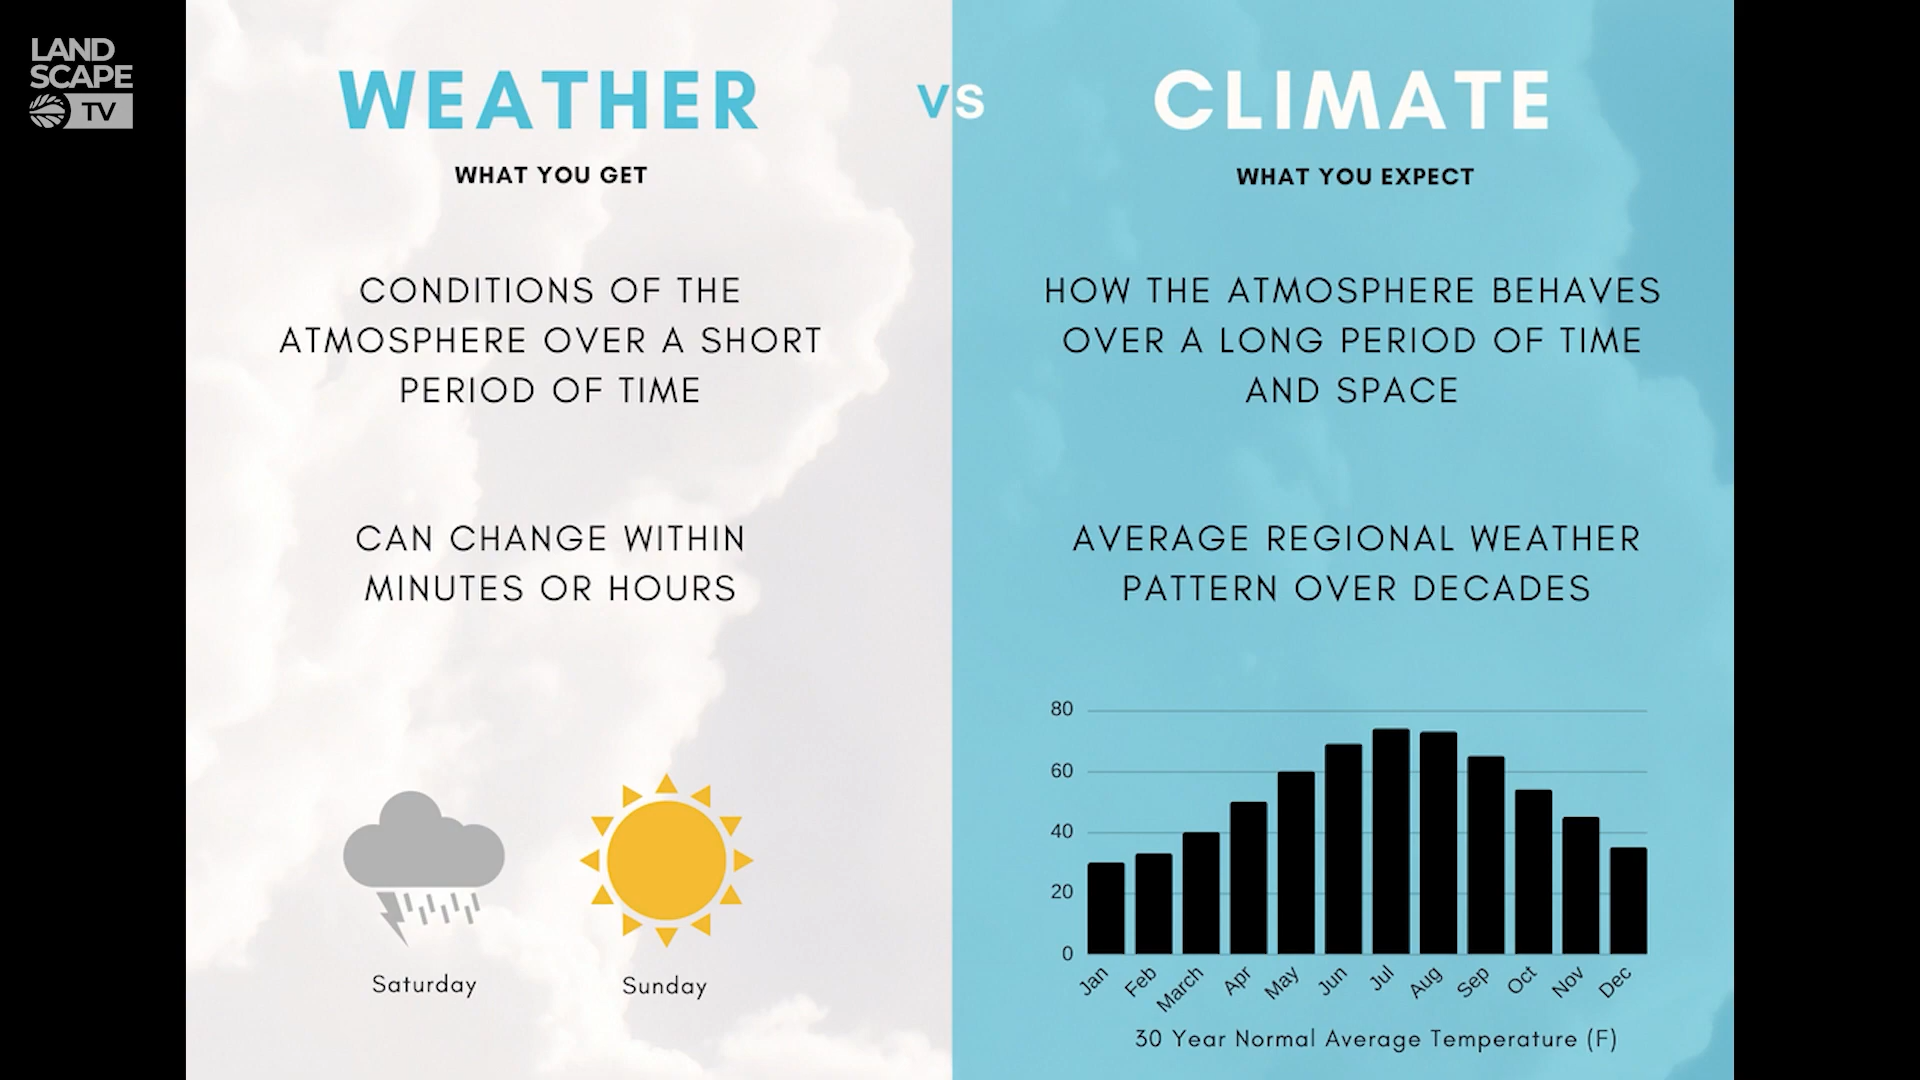 LAND
SCAPE
TV
WEATHER
VS
CLIMATE
WHAT YOU GET
WHAT YOU EXPECT
CONDITIONS OF THE
ATMOSPHERE OVER A SHORT
PERIOD OF TIME
HOW THE ATMOSPHERE BEHAVES
OVER A LONG PERIOD OF TIME
AND SPACE
CAN CHANGE WITHIN
MINUTES OR HOURS
AVERAGE REGIONAL WEATHER
PATTERN OVER DECADES
Saturday
Sunday
80
60
40
20
0
Jan
Feb
March
Apr
May
Jun
Jul
Aug
Sep
Oct
Nov
Dec
30 Year Normal Average Temperature (F)